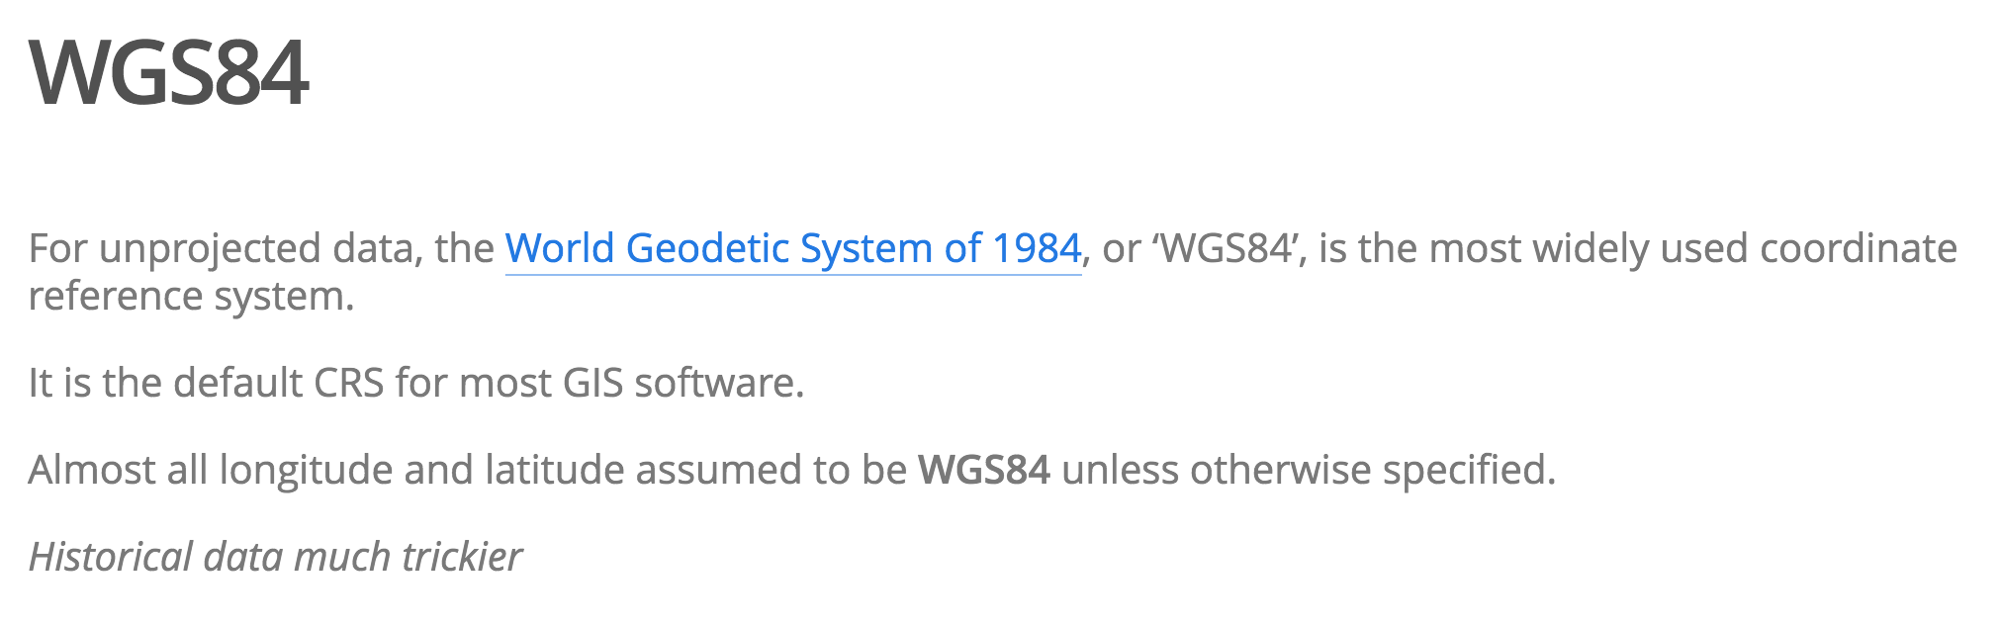 WGS84
For unprojected data, the World Geodetic System of 1984, or ‘WGS84’, is the most widely used coordinate
reference system.
It is the default CRS for most GIS software.
Almost all longitude and latitude assumed to be WGS84 unless otherwise specified.
Historical data much trickier